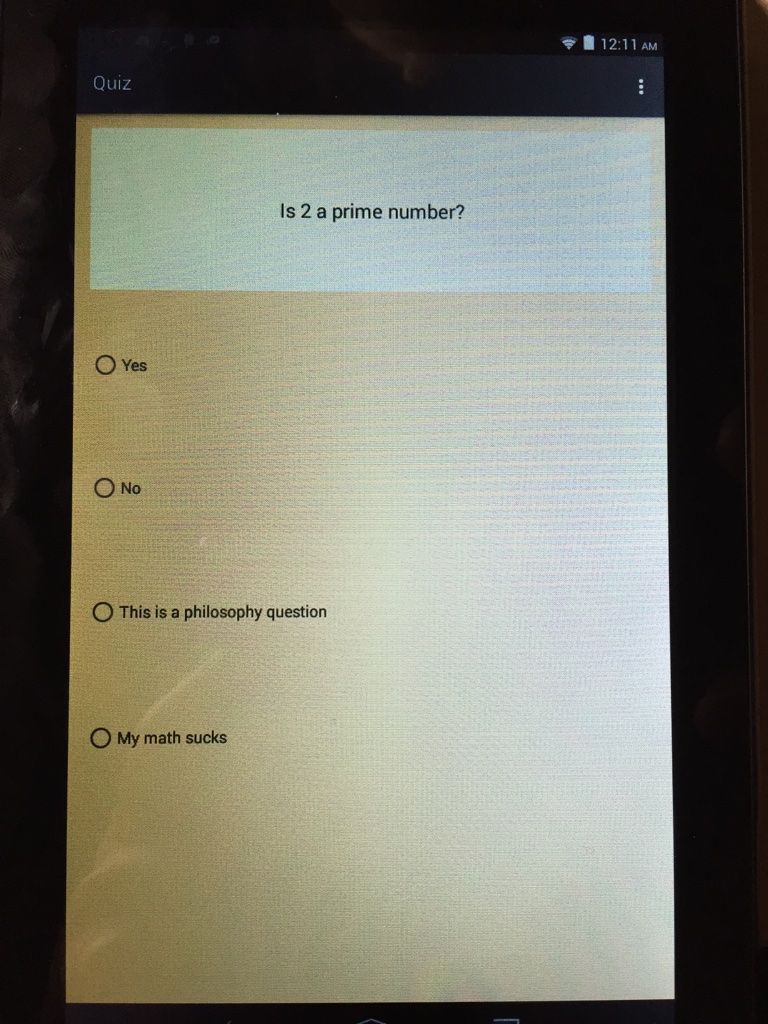 12:11 AM
Quiz
Is 2 a prime number?
Yes
No
This is a philosophy question
My math sucks